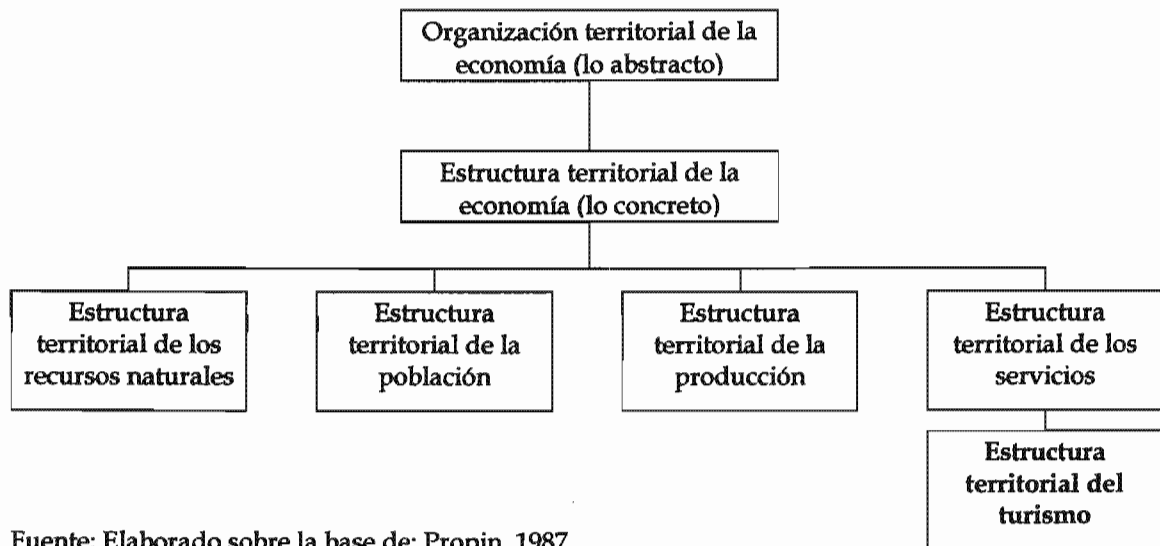 Organización territorial de la
economía (lo abstracto)
Estructura territorial de la
economía (lo concreto)
Estructura
territorial de los
recursos naturales
Estructura
territorial de la
población
Estructura
territorial de la
producción
Estructura
territorial de los
servicios
Estructura
territorial del
turismo
Fuente: Elaborado sobre la base de: Propin, 1987